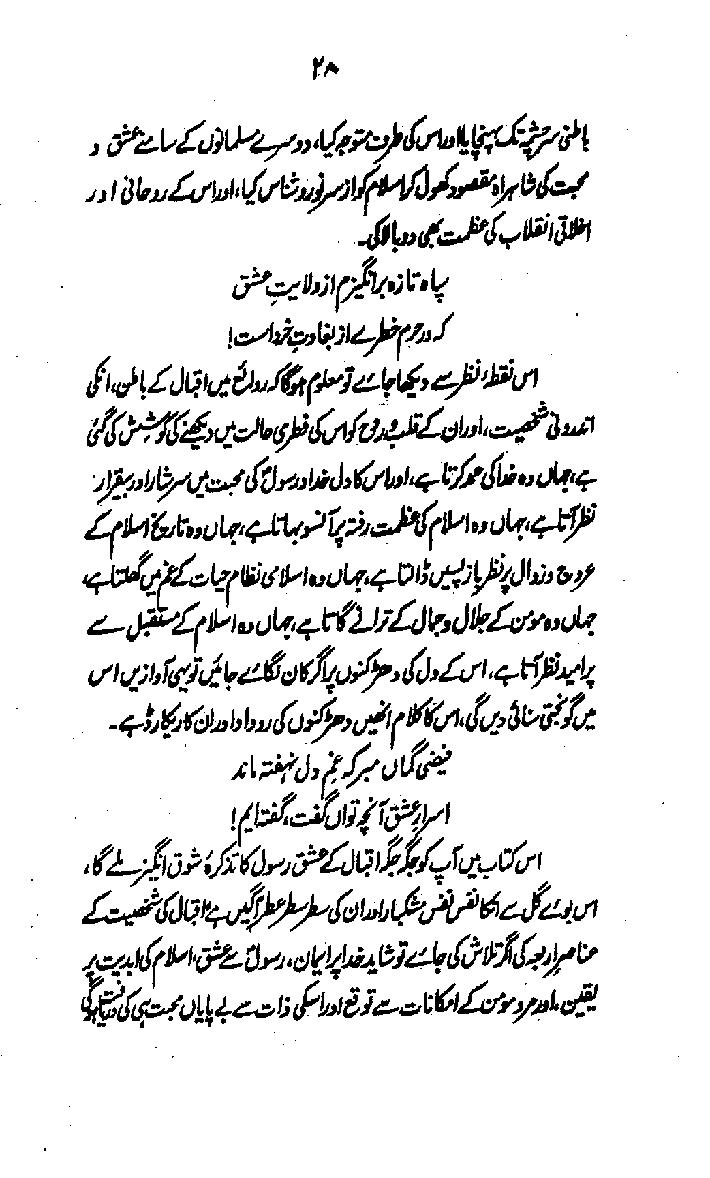 ۲۸
باطنی سرچشمہ تک پہنچایا اور اس کی طرف متوجہ کیا، دوسرے مسلمانوں کے سامنے عشق و
محبت کی شاہراہ مقصود کھول کر اسلام کو از سر نو روشناس کیا، اور اس کے روحانی اور
اخلاقی انقلاب کی عظمت بھی دوبالا کی۔
سپاہ تازہ برانگیزم از ولایتِ عشق
کہ در حرم خطرے از بغاوتِ خرد است!
اس نقطۂ نظر سے دیکھا جائے تو معلوم ہوگا کہ روائع میں اقبال کے باطن، انکی
اندرونی شخصیت، اور ان کے قلب و روح کو اس کی فطری حالت میں دیکھنے کی کوشش کی گئی
ہے، جہاں وہ خدا کی حمد کرتا ہے، اور اس کا دل خدا و رسولؐ کی محبت میں سرشار اور بیقرار
نظر آتا ہے، جہاں وہ اسلام کی عظمت رفتہ پر آنسو بہاتا ہے، جہاں وہ تاریخ اسلام کے
عروج و زوال پر نظر بازپسیں ڈالتا ہے، جہاں وہ اسلامی نظام حیات کے غم میں گھلتا ہے،
جہاں وہ مومن کے جلال و جمال کے ترانے گاتا ہے، جہاں وہ اسلام کے مستقبل سے
پر امید نظر آتا ہے، اس کے دل کی دھڑکنوں پر اگر کان لگائے جائیں تو یہی آوازیں اس
میں گونجتی سنائی دیں گی، اس کا کلام انھیں دھڑکنوں کی روداد اور ان کا ریکارڈ ہے۔
فیضی گماں مبر کہ غمِ دل نہفتہ ماند
اسرارِ عشق آنچہ تواں گفت، گفتہ ایم!
اس کتاب میں آپ کو جگہ جگہ اقبال کے عشق رسول کا تذکرۂ شوق انگیز ملے گا،
اس بوئے گل سے انکا نفس نفس مشکبار اور ان کی سطر سطر عطر آگیں ہے، اقبال کی شخصیت کے
عناصر اربعہ کی اگر تلاش کی جائے تو شاید خدا پر ایمان، رسولؐ سے عشق، اسلام کی ابدیت پر
یقین، اور مرد مومن کے امکانات سے توقع اور اسکی ذات سے بے پایاں محبت ہی کی دریافت ہوگی